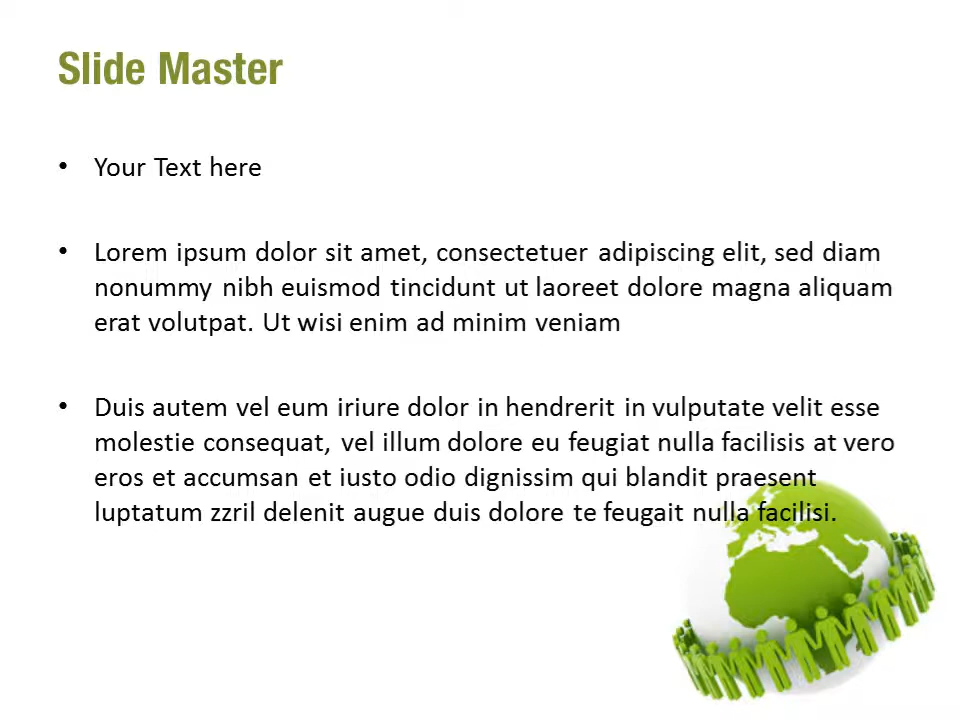 Slide Master
• Your Text here
• Lorem ipsum dolor sit amet, consectetuer adipiscing elit, sed diam
nonummy nibh euismod tincidunt ut laoreet dolore magna aliquam
erat volutpat. Ut wisi enim ad minim veniam
• Duis autem vel eum iriure dolor in hendrerit in vulputate velit esse
molestie consequat, vel illum dolore eu feugiat nulla facilisis at vero
eros et accumsan et iusto odio dignissim qui blandit praesent
luptatum zzril delenit augue duis dolore te feugait nulla facilisi.